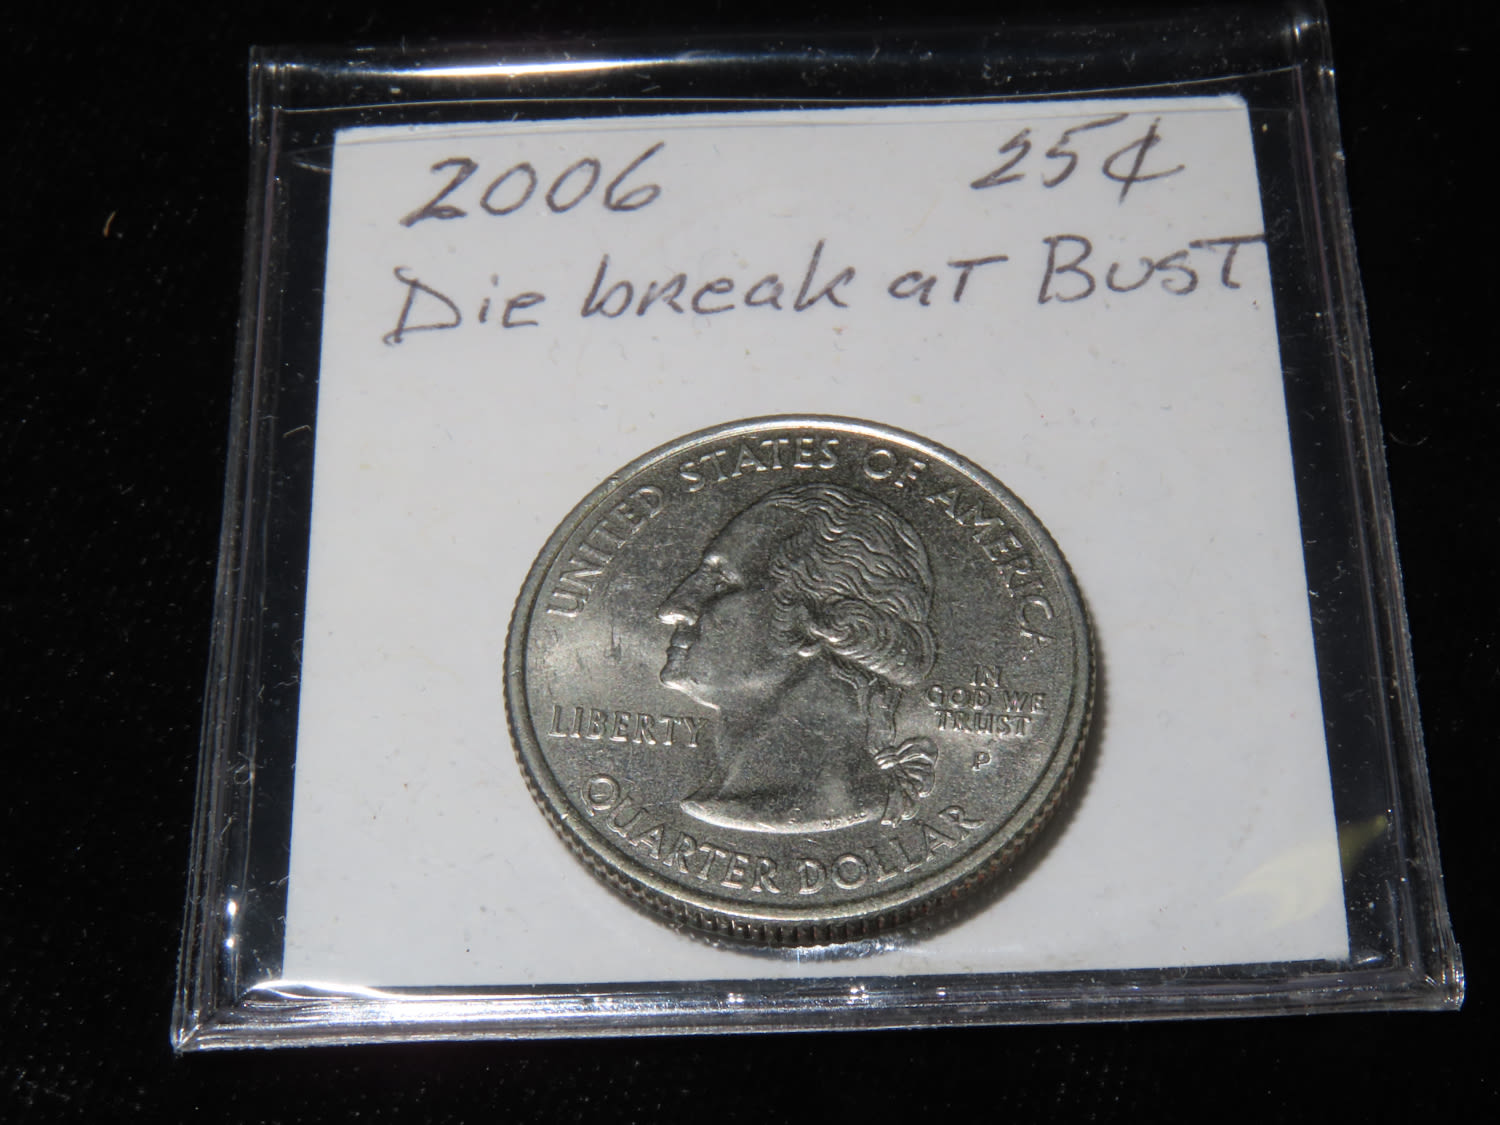 2006 25¢
Die break at Bust
UNITED STATES OF AMERICA
LIBERTY
IN
GOD WE
TRUST
P
QUARTER DOLLAR